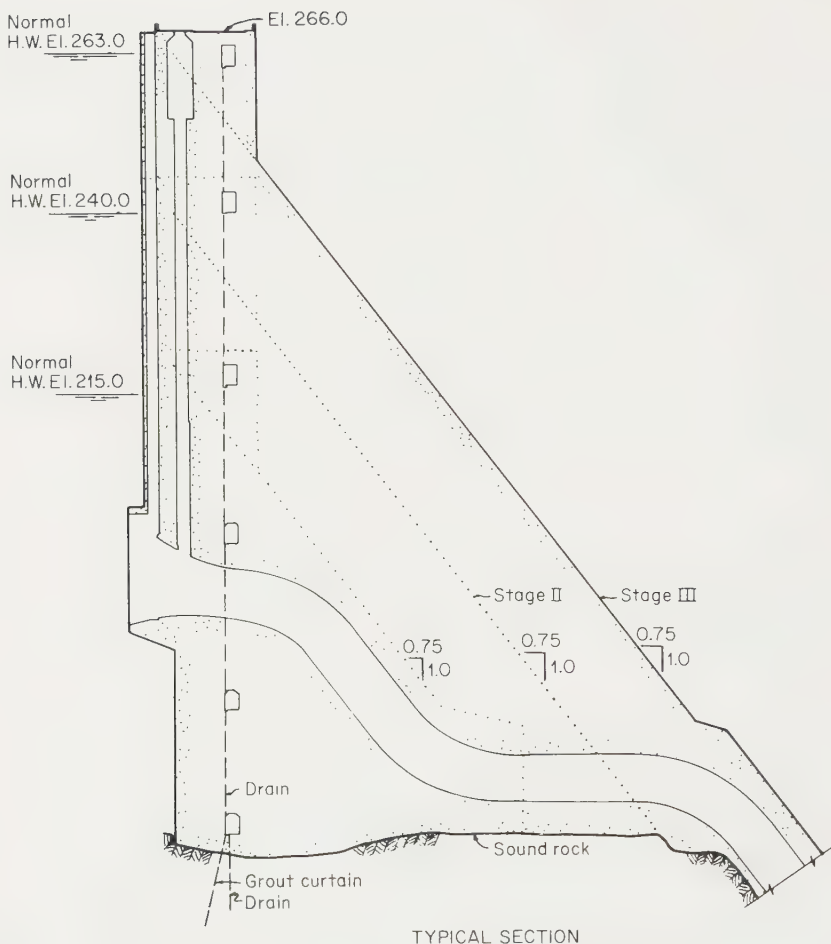 Normal
H.W. El. 263.0
El. 266.0
Normal
H.W. El. 240.0
Normal
H.W. El. 215.0
Stage II
Stage III
0.75
1.0
0.75
1.0
0.75
1.0
Drain
Sound rock
Grout curtain
Drain
TYPICAL SECTION